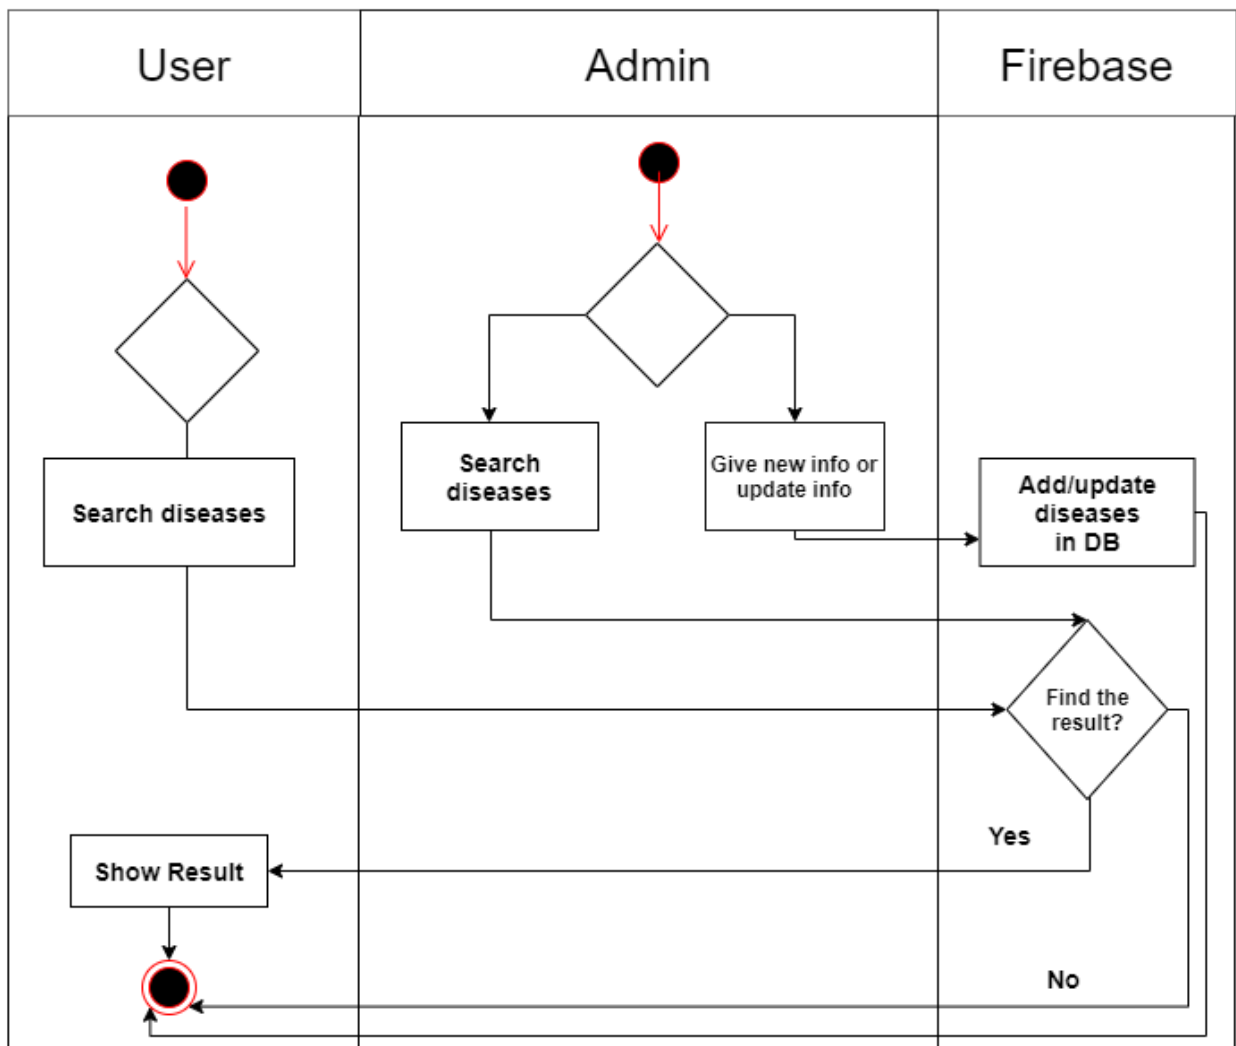 User
Admin
Firebase
Search diseases
Search
diseases
Give new info or
update info
Add/update
diseases
in DB
Find the
result?
Yes
Show Result
No